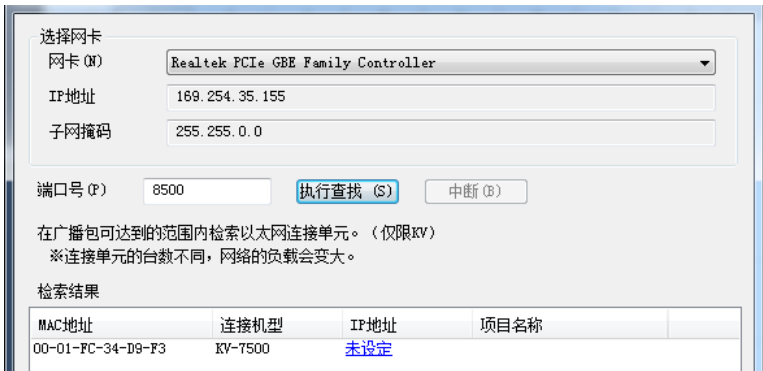 选择网卡
网卡(N) Realtek PCIe GBE Family Controller
IP地址 169.254.35.155
子网掩码 255.255.0.0
端口号(P) 8500 执行查找 (S) 中断(B)
在广播包可达到的范围内检索以太网连接单元。（仅限KV）
※连接单元的台数不同，网络的负载会变大。
检索结果
MAC地址 连接机型 IP地址 项目名称
00-01-FC-34-D9-F3 KV-7500 未设定